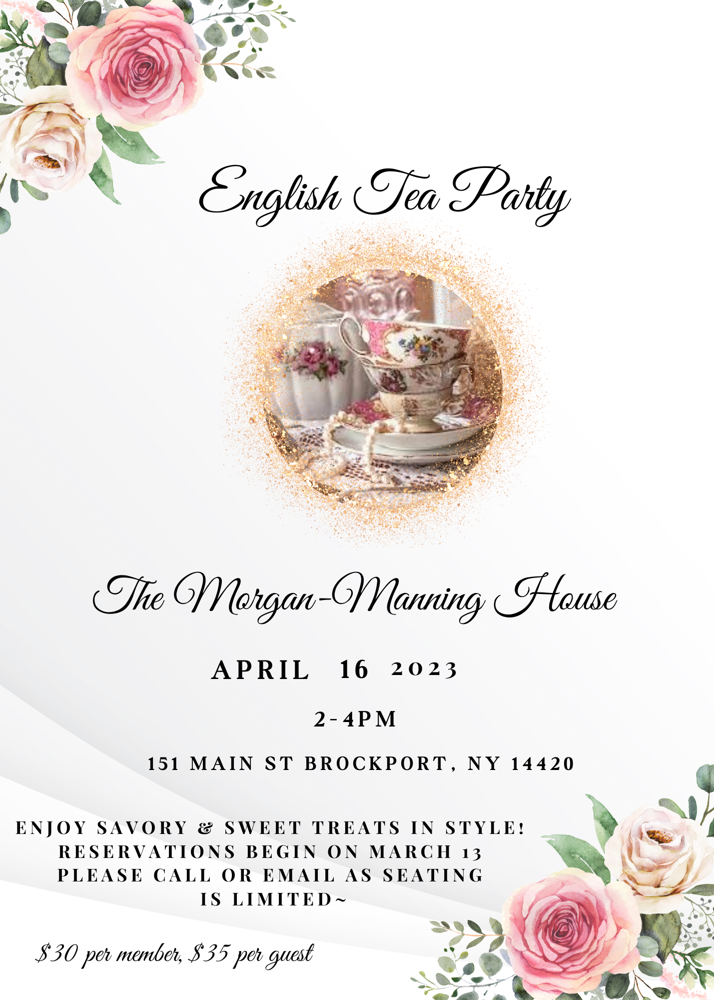 English Tea Party
The Morgan-Manning House
APRIL 16 2023
2-4PM
151 MAIN ST BROCKPORT, NY 14420
ENJOY SAVORY & SWEET TREATS IN STYLE!
RESERVATIONS BEGIN ON MARCH 13
PLEASE CALL OR EMAIL AS SEATING
IS LIMITED~
$30 per member, $35 per guest